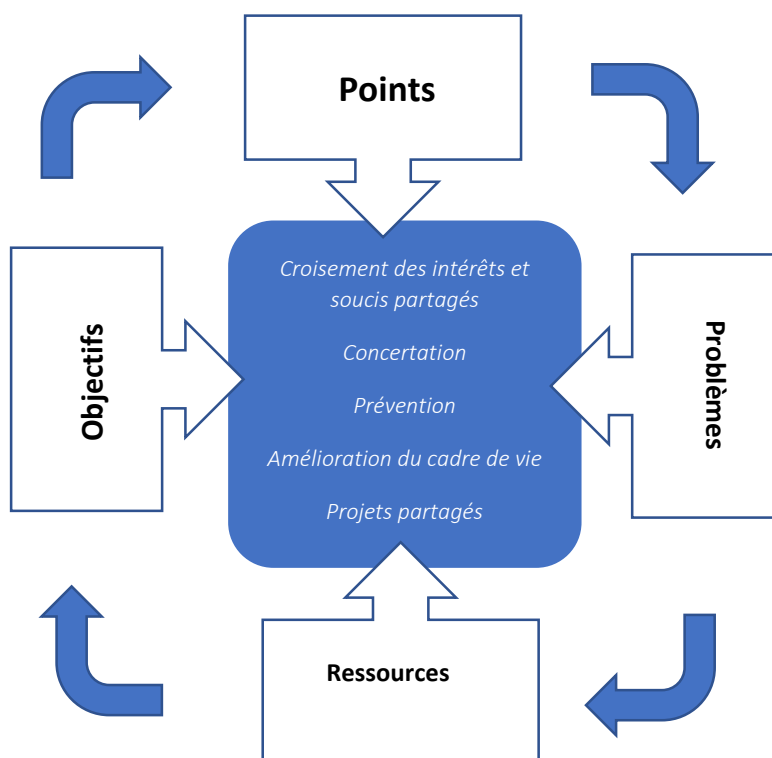 Points
Croisement des intérêts et
soucis partagés
Concertation
Prévention
Amélioration du cadre de vie
Projets partagés
Objectifs
Problèmes
Ressources